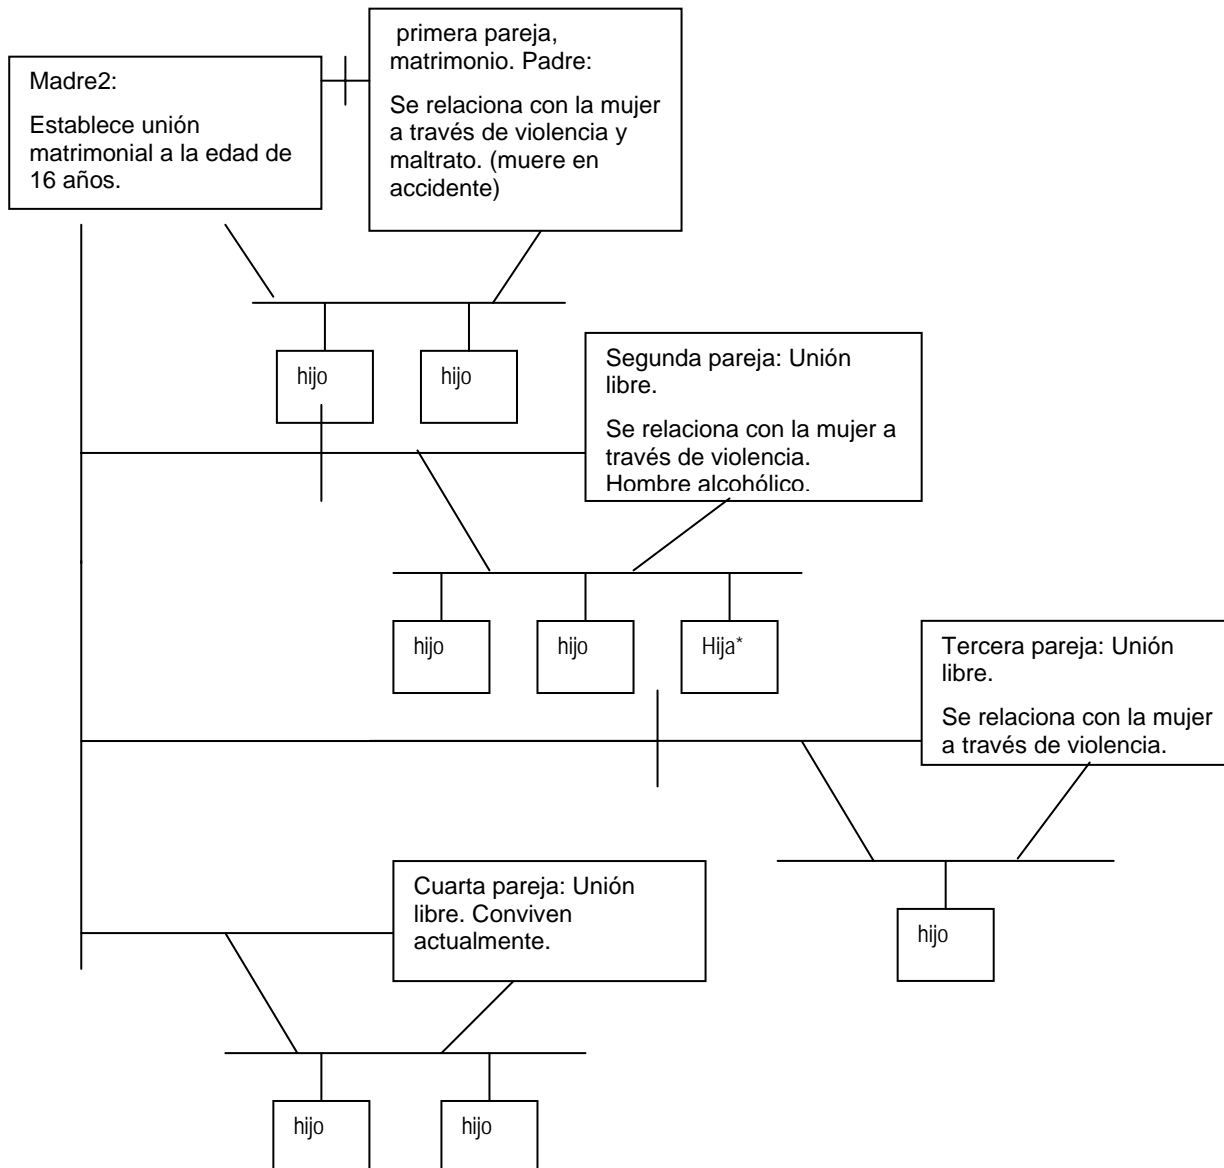 primera pareja,
matrimonio. Padre:
Se relaciona con la mujer
a través de violencia y
maltrato. (muere en
accidente)
Madre2:
Establece unión
matrimonial a la edad de
16 años.
hijo
hijo
Segunda pareja: Unión
libre.
Se relaciona con la mujer a
través de violencia.
Hombre alcohólico.
hijo
hijo
Hija*
Tercera pareja: Unión
libre.
Se relaciona con la mujer
a través de violencia.
Cuarta pareja: Unión
libre. Conviven
actualmente.
hijo
hijo
hijo